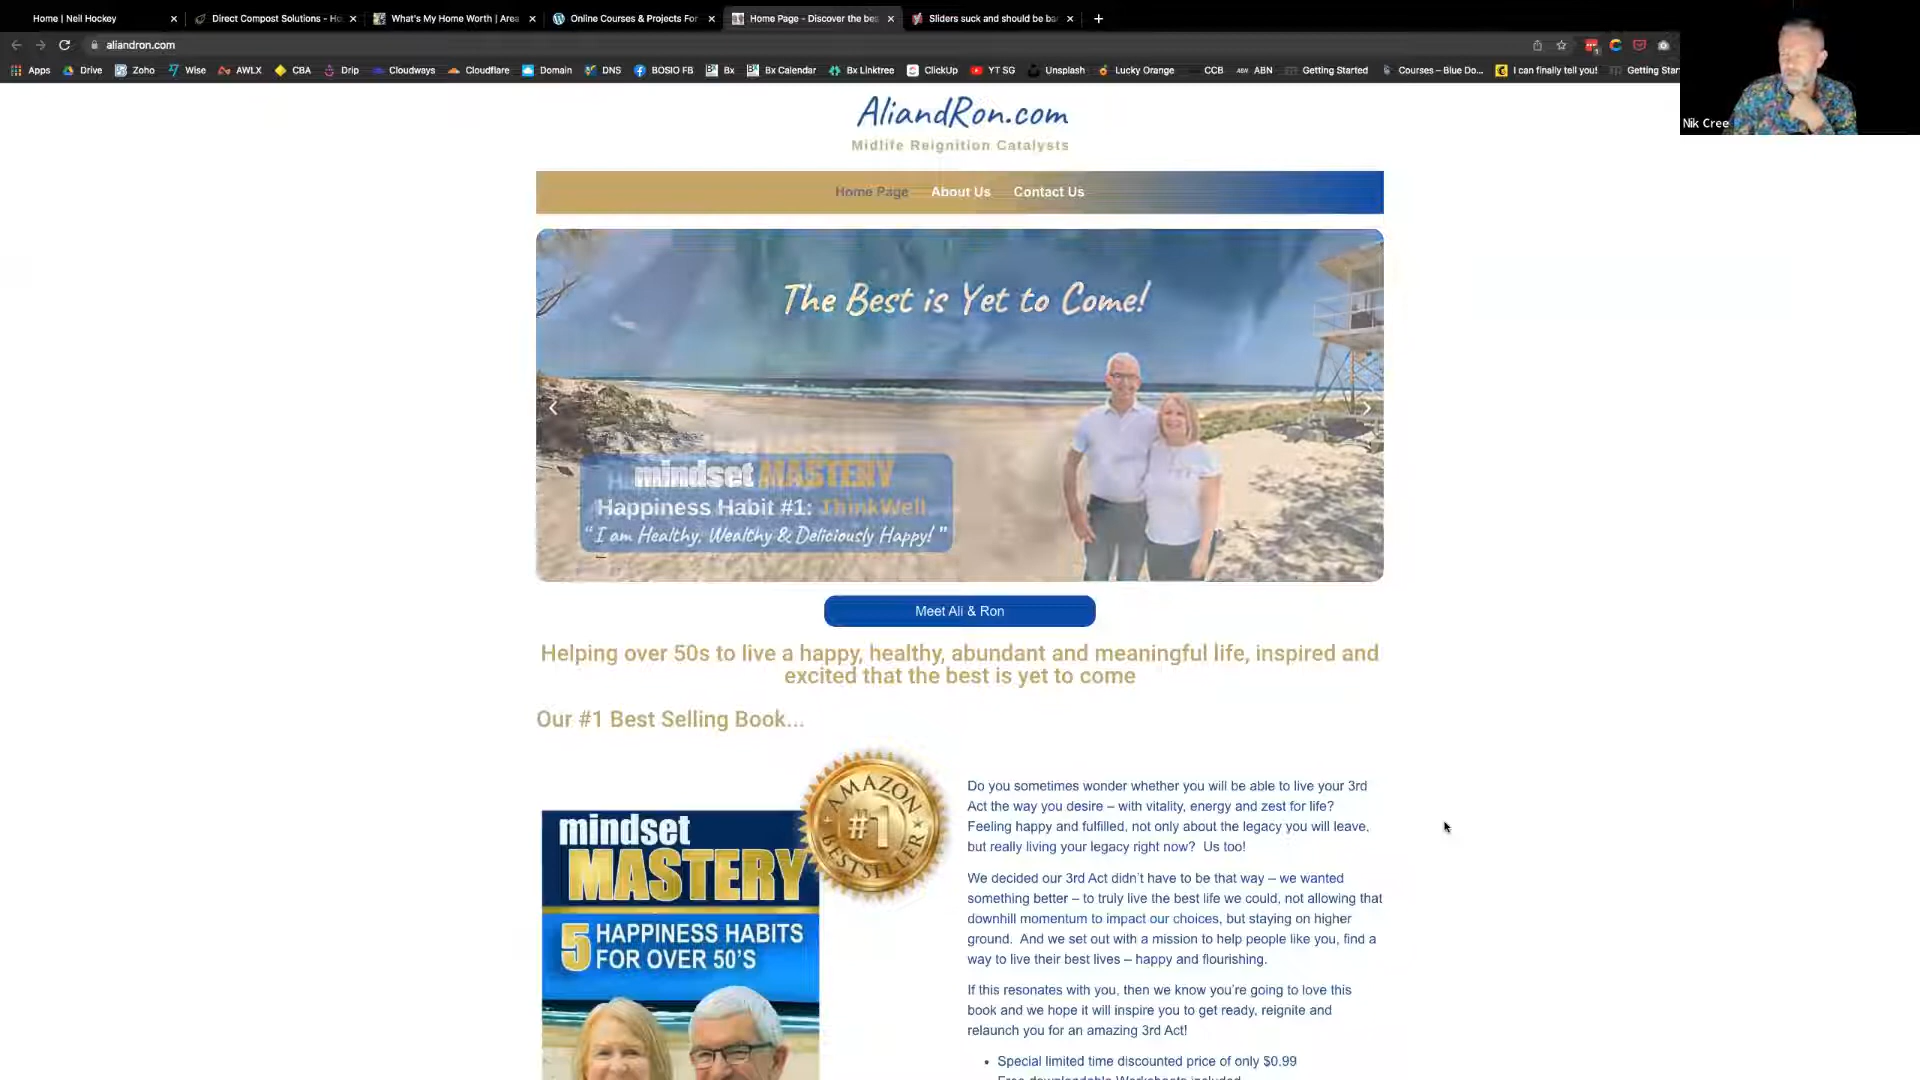 Home | Neil Hockey
Direct Compost Solutions - Ho
What's My Home Worth | Area
Online Courses & Projects For
Home Page - Discover the bes
Sliders suck and should be ba
aliandron.com
Apps Drive Zoho Wise AWLX CBA Drip Cloudways Cloudflare Domain DNS BOSIO FB Bx Bx Calendar Bx Linktree ClickUp YT SG Unsplash Lucky Orange CCB ABN Getting Started Courses – Blue Do... I can finally tell you! Getting Star
Nik Cree
AliandRon.com
Midlife Reignition Catalysts
Home Page About Us Contact Us
The Best is Yet to Come!
mindset MASTERY
Happiness Habit #1: ThinkWell
“ I am Healthy, Wealthy & Deliciously Happy! ”
Meet Ali & Ron
Helping over 50s to live a happy, healthy, abundant and meaningful life, inspired and
excited that the best is yet to come
Our #1 Best Selling Book...
AMAZON
#1
BESTSELLER
mindset
MASTERY
5 HAPPINESS HABITS
FOR OVER 50'S
Do you sometimes wonder whether you will be able to live your 3rd
Act the way you desire – with vitality, energy and zest for life?
Feeling happy and fulfilled, not only about the legacy you will leave,
but really living your legacy right now? Us too!
We decided our 3rd Act didn’t have to be that way – we wanted
something better – to truly live the best life we could, not allowing that
downhill momentum to impact our choices, but staying on higher
ground. And we set out with a mission to help people like you, find a
way to live their best lives – happy and flourishing.
If this resonates with you, then we know you’re going to love this
book and we hope it will inspire you to get ready, reignite and
relaunch you for an amazing 3rd Act!
• Special limited time discounted price of only $0.99
Free downloadable Worksheets included